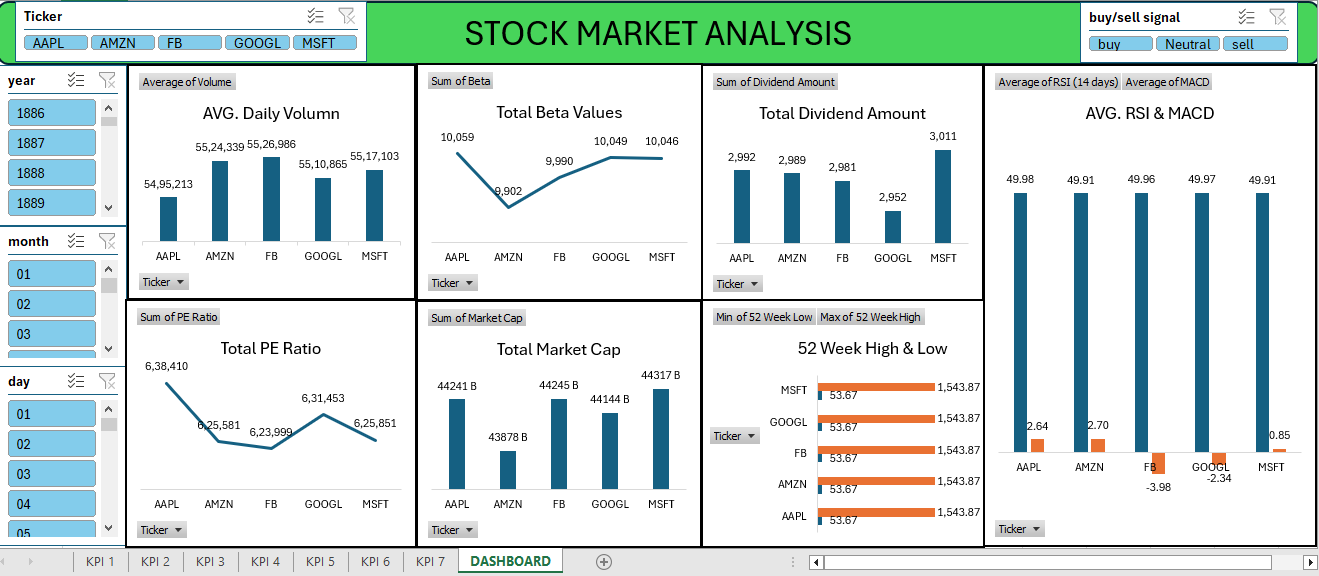 Ticker
AAPL AMZN FB GOOGL MSFT
STOCK MARKET ANALYSIS
buy/sell signal
buy Neutral sell
year
1886
1887
1888
1889
month
01
02
03
day
01
02
03
04
05
Average of Volume
AVG. Daily Volumn
54,95,213 55,24,339 55,26,986 55,10,865 55,17,103
AAPL AMZN FB GOOGL MSFT
Ticker
Sum of Beta
Total Beta Values
10,059 9,902 9,990 10,049 10,046
AAPL AMZN FB GOOGL MSFT
Ticker
Sum of Dividend Amount
Total Dividend Amount
2,992 2,989 2,981 2,952 3,011
AAPL AMZN FB GOOGL MSFT
Ticker
Average of RSI (14 days) Average of MACD
AVG. RSI & MACD
49.98 49.91 49.96 49.97 49.91
2.64 2.70 -3.98 -2.34 0.85
AAPL AMZN FB GOOGL MSFT
Ticker
Sum of PE Ratio
Total PE Ratio
6,38,410 6,25,581 6,23,999 6,31,453 6,25,851
AAPL AMZN FB GOOGL MSFT
Ticker
Sum of Market Cap
Total Market Cap
44241 B 43878 B 44245 B 44144 B 44317 B
AAPL AMZN FB GOOGL MSFT
Ticker
Min of 52 Week Low Max of 52 Week High
52 Week High & Low
MSFT 1,543.87
53.67
GOOGL 1,543.87
53.67
FB 1,543.87
53.67
AMZN 1,543.87
53.67
AAPL 1,543.87
53.67
Ticker
KPI 1 KPI 2 KPI 3 KPI 4 KPI 5 KPI 6 KPI 7 DASHBOARD